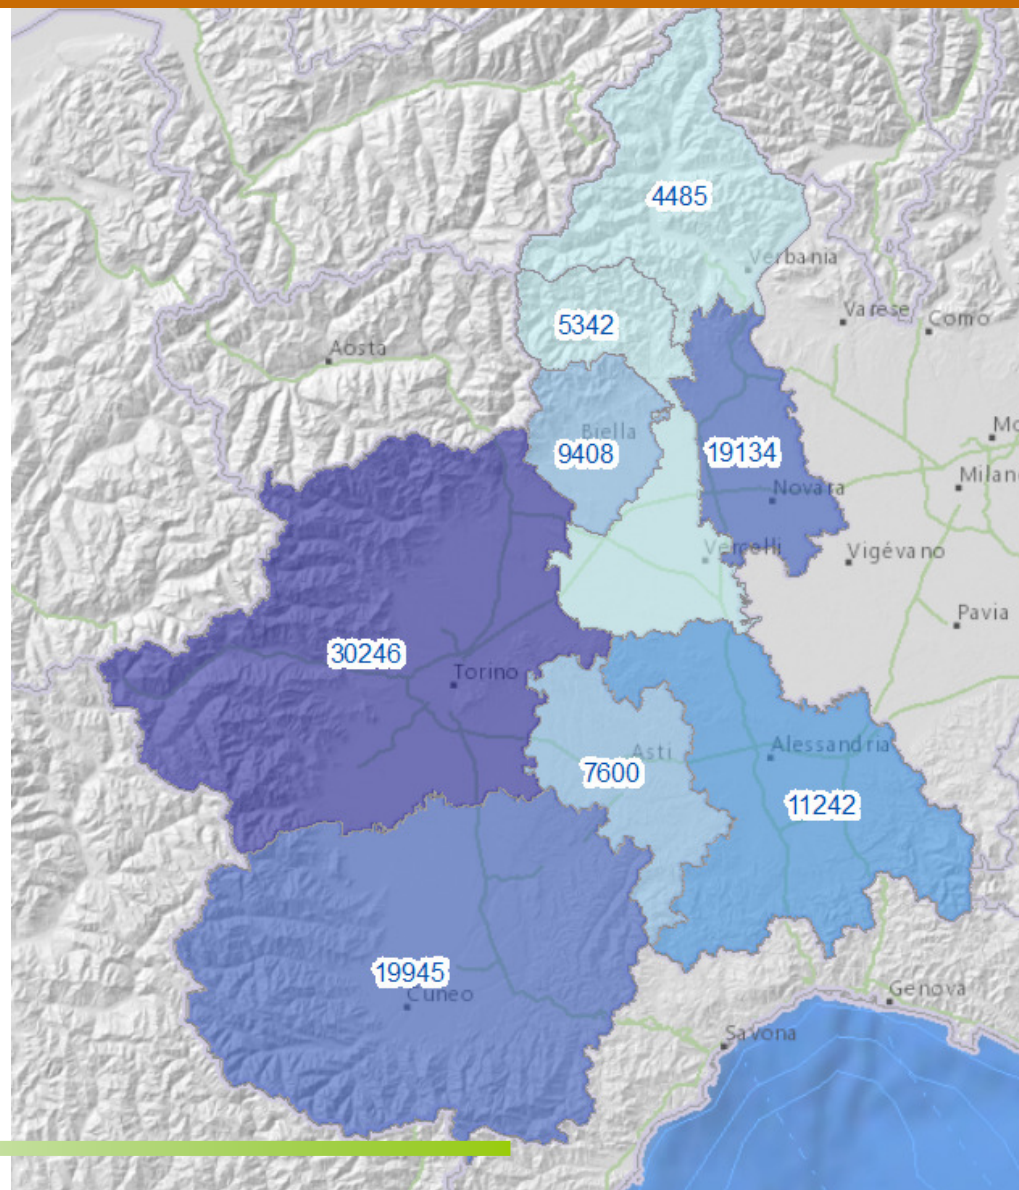 4485
Verbania
5342
Varese
Como
Aosta
Biella
9408
19134
Novara
Milano
Vercelli
Vigévano
Pavia
30246
Torino
Asti
7600
Alessandria
11242
19945
Cuneo
Genova
Savona